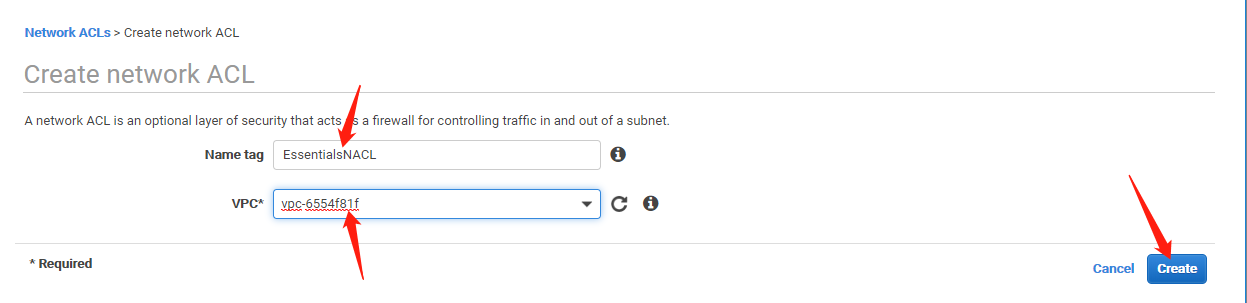 Network ACLs > Create network ACL
Create network ACL
A network ACL is an optional layer of security that acts as a firewall for controlling traffic in and out of a subnet.
Name tag EssentialsNACL
VPC* vpc-6554f81f
* Required Cancel Create